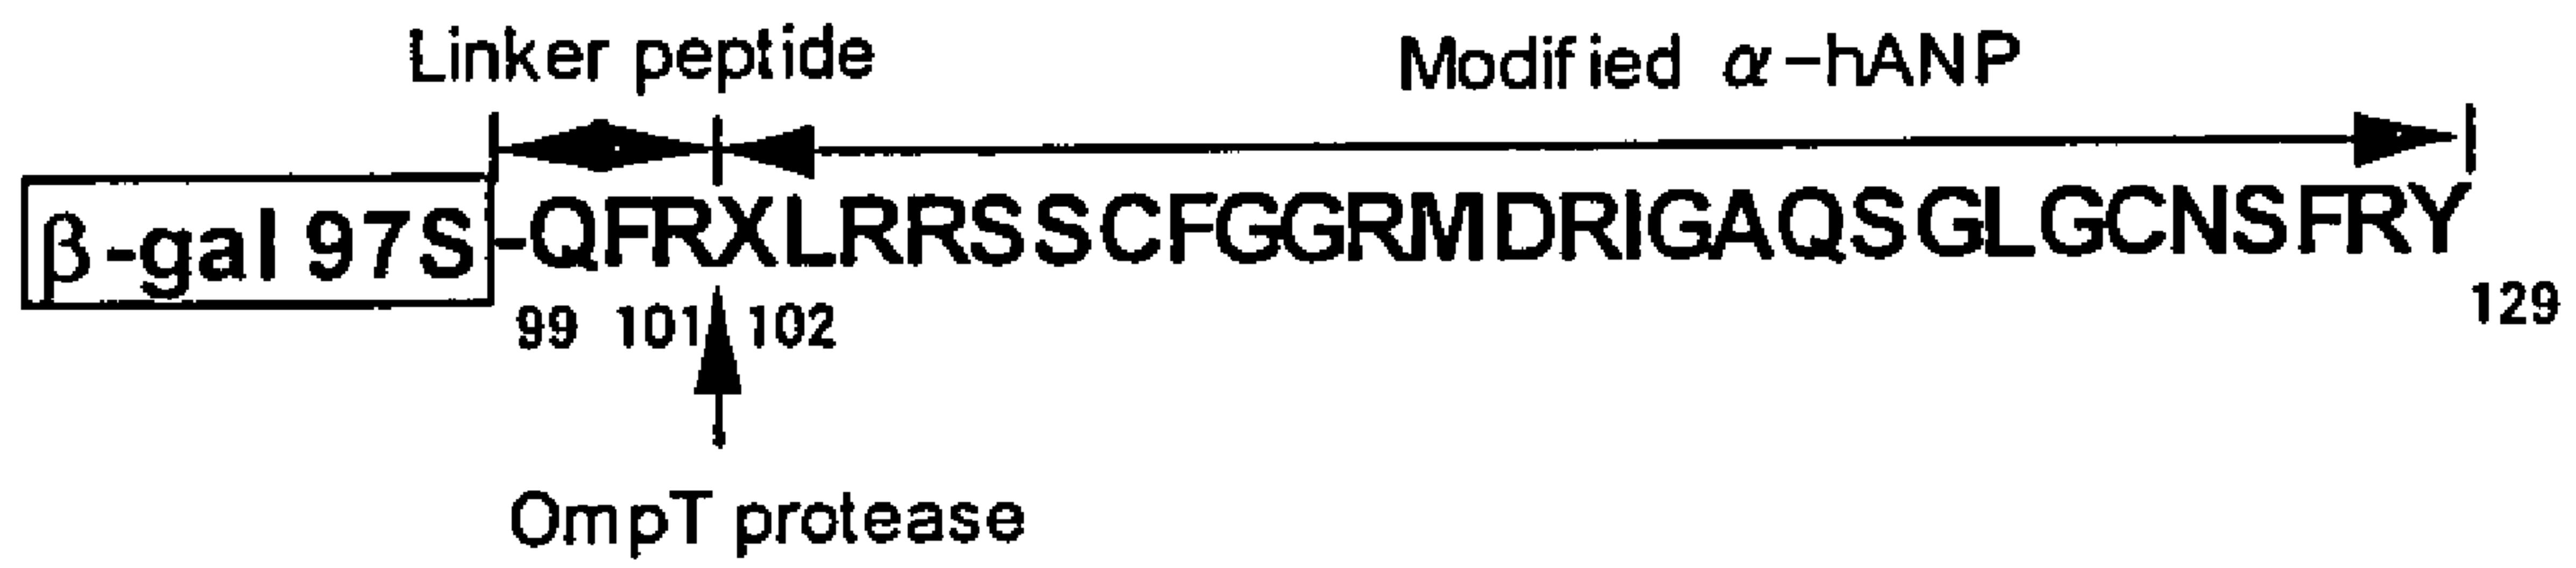 Linker peptide Modified α-hANP
β-gal 97S-QFRXLRRSSCFGGRMDRIGAQSGLGCNSFRY
99 101 102 129
OmpT protease